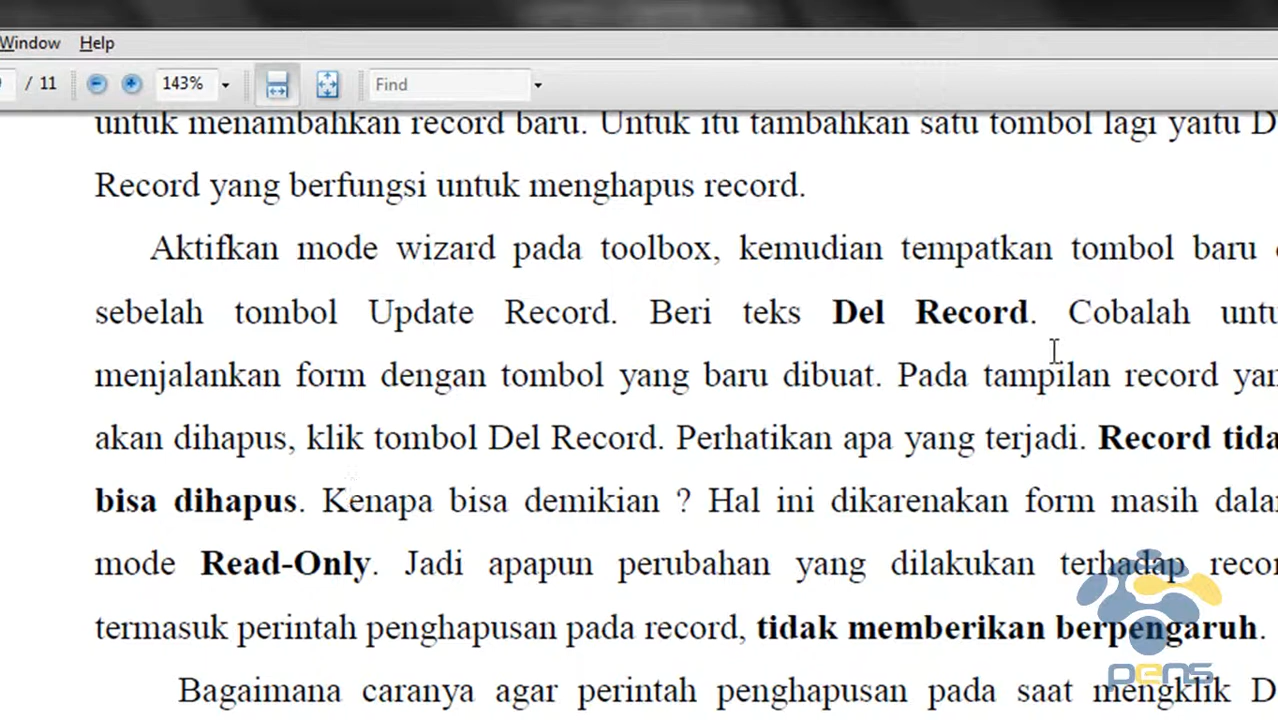 Window Help
/ 11 143% Find
untuk menambahkan record baru. Untuk itu tambahkan satu tombol lagi yaitu D
Record yang berfungsi untuk menghapus record.
Aktifkan mode wizard pada toolbox, kemudian tempatkan tombol baru
sebelah tombol Update Record. Beri teks Del Record. Cobalah untu
menjalankan form dengan tombol yang baru dibuat. Pada tampilan record yan
akan dihapus, klik tombol Del Record. Perhatikan apa yang terjadi. Record tida
bisa dihapus. Kenapa bisa demikian ? Hal ini dikarenakan form masih dalam
mode Read-Only. Jadi apapun perubahan yang dilakukan terhadap recor
termasuk perintah penghapusan pada record, tidak memberikan berpengaruh.
Bagaimana caranya agar perintah penghapusan pada saat mengklik D
pens